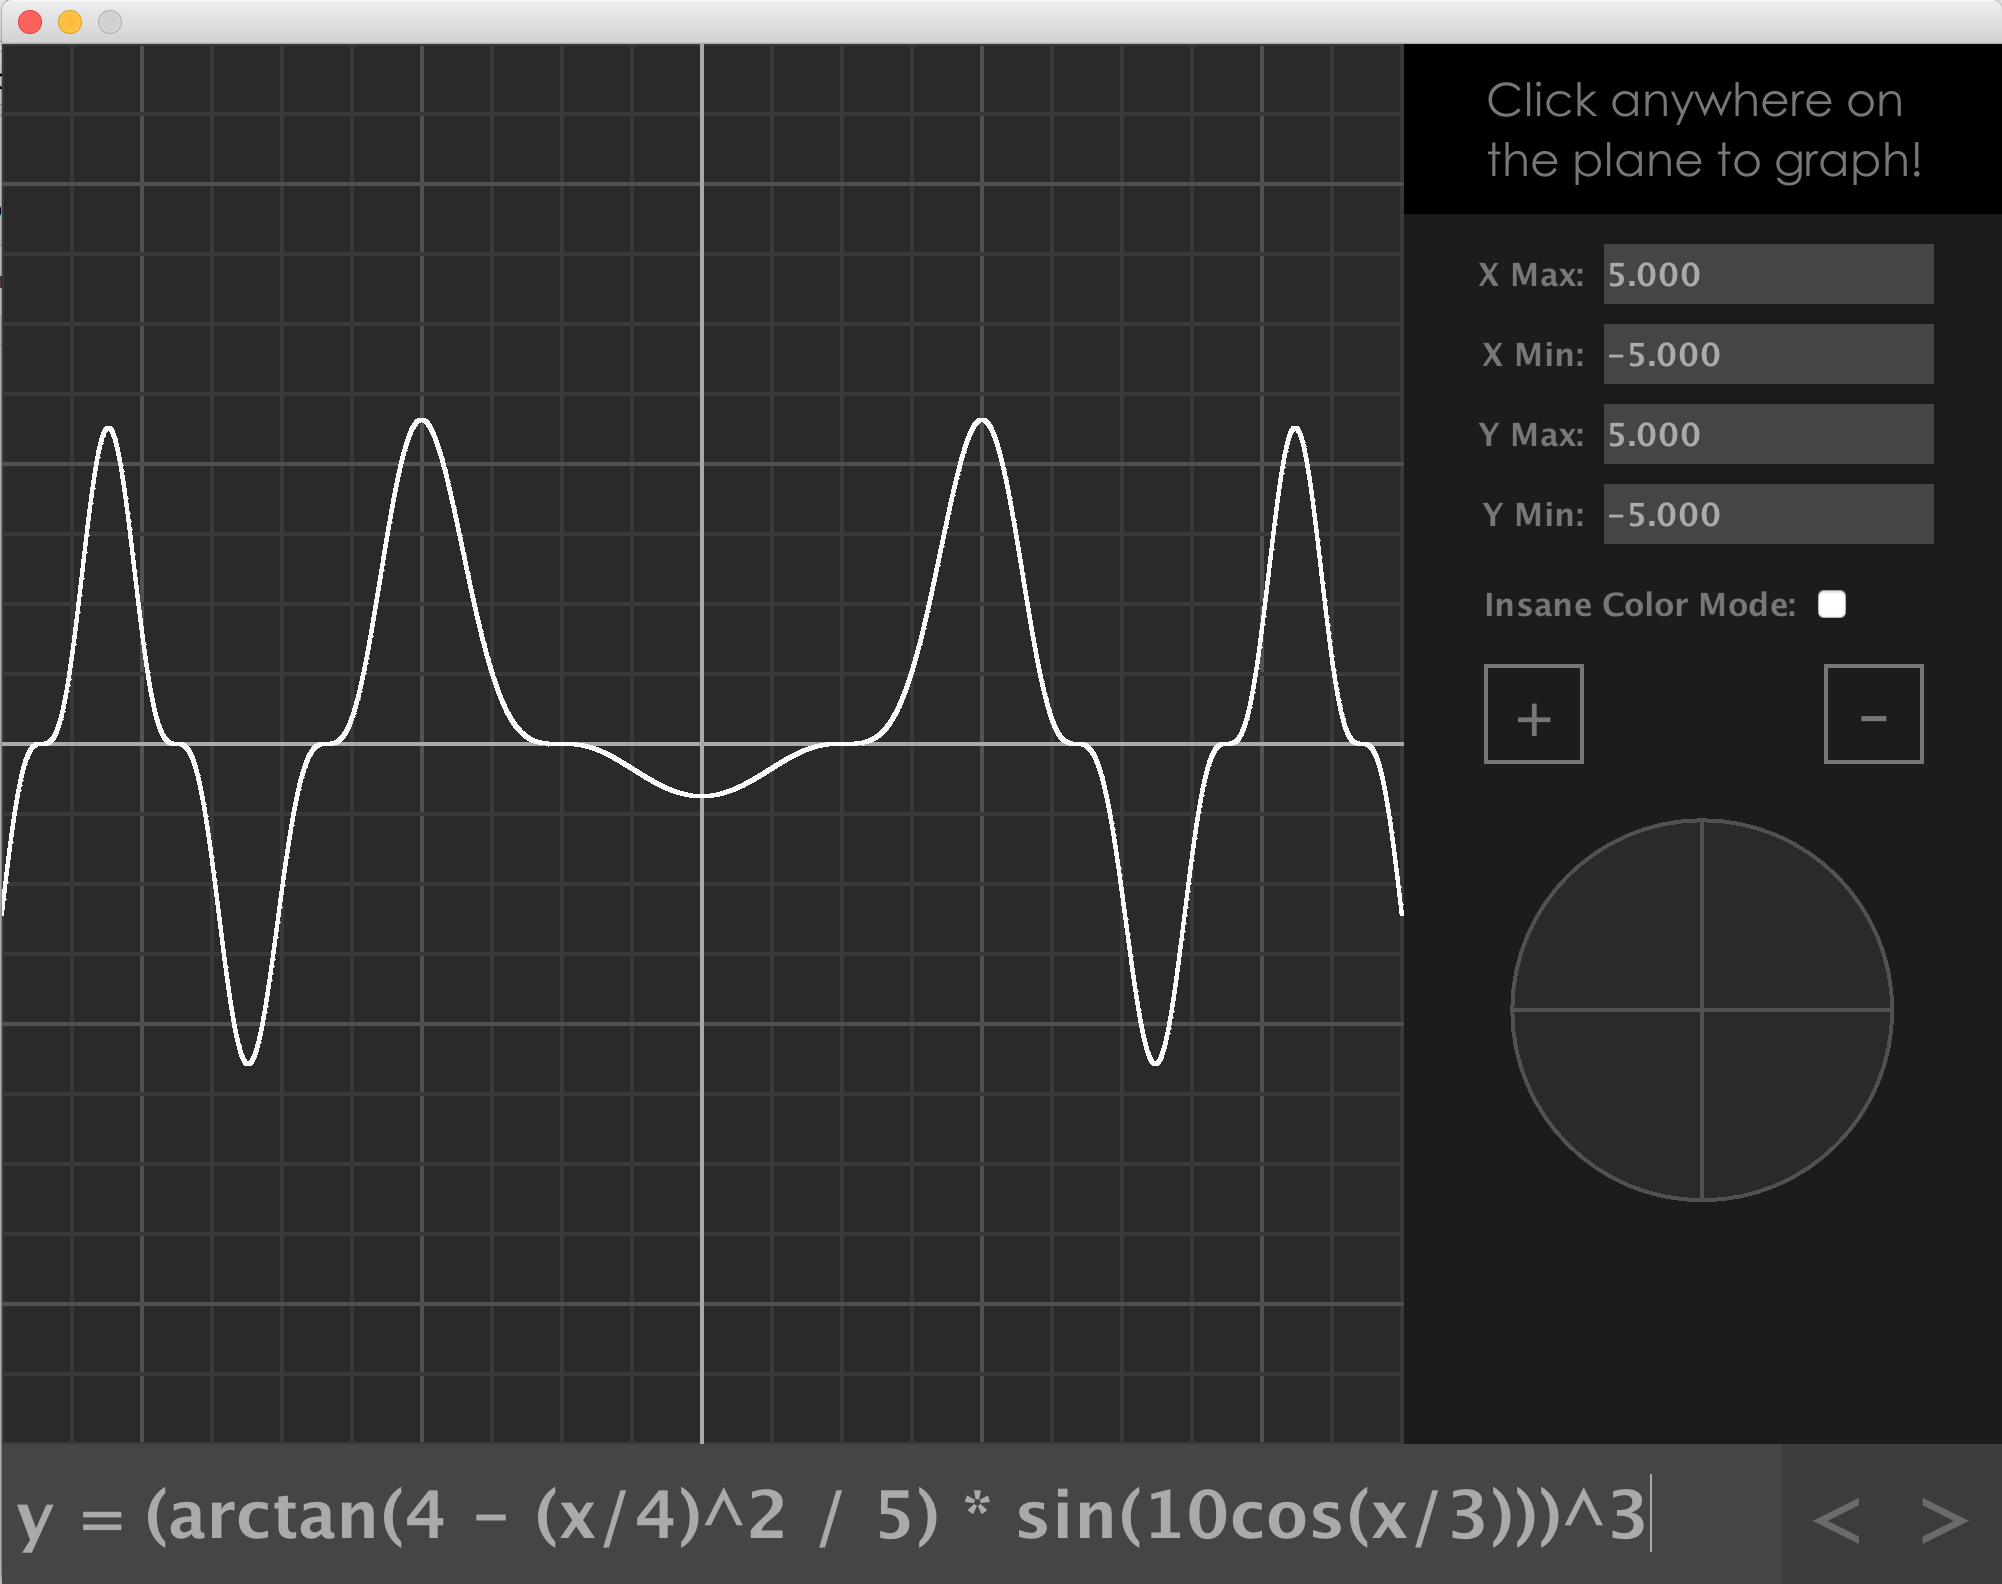 Click anywhere on
the plane to graph!
X Max: 5.000
X Min: -5.000
Y Max: 5.000
Y Min: -5.000
Insane Color Mode:
+ -
y = (arctan(4 - (x/4)^2 / 5) * sin(10cos(x/3)))^3
< >